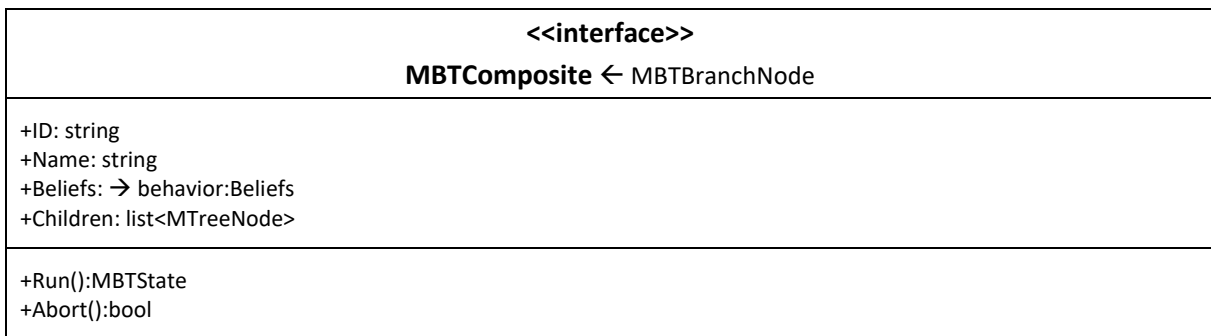 <<interface>>
MBTComposite ← MBTBranchNode
+ID: string
+Name: string
+Beliefs: → behavior:Beliefs
+Children: list<MTreeNode>
+Run():MBTState
+Abort():bool